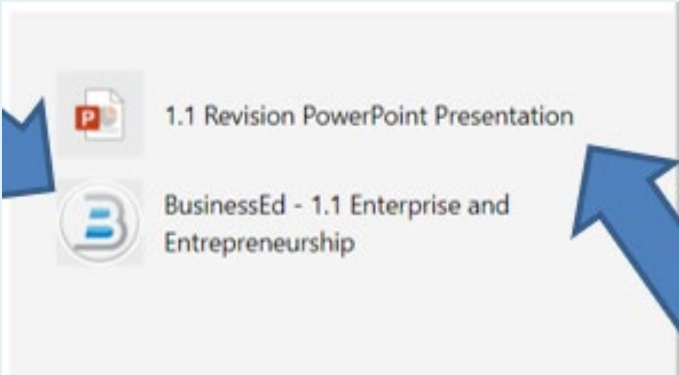 1.1 Revision PowerPoint Presentation
BusinessEd - 1.1 Enterprise and
Entrepreneurship